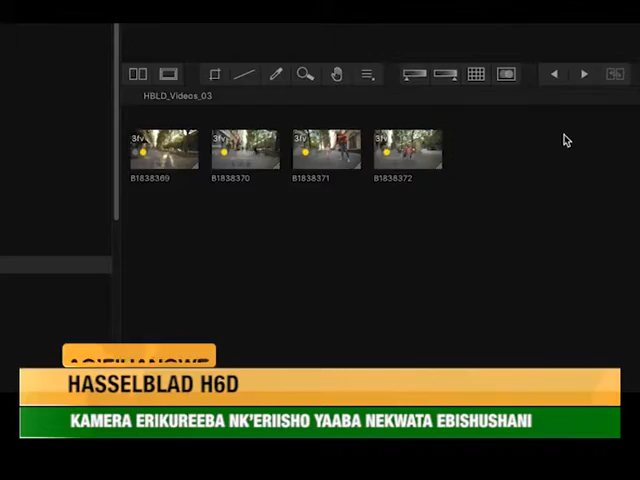 HBLD_Videos_03
3fv 3fv 3fv 3fv
B1838369 B1838370 B1838371 B1838372
HASSELBLAD H6D
KAMERA ERIKUREEBA NK'ERIISHO YAABA NEKWATA EBISHUSHANI